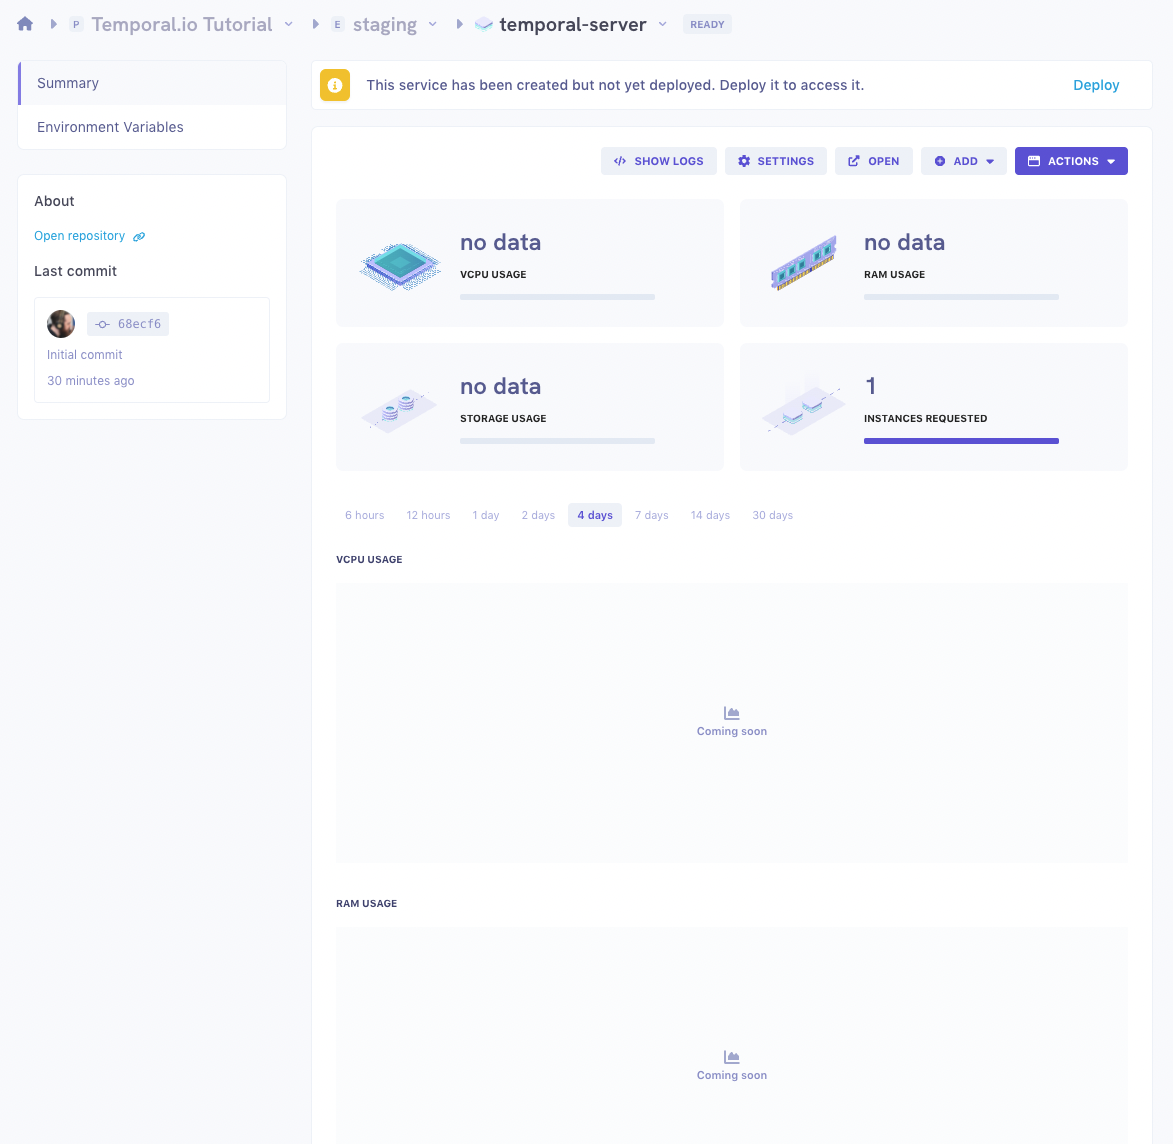 P Temporal.io Tutorial E staging temporal-server READY
Summary
Environment Variables
About
Open repository
Last commit
68ecf6
Initial commit
30 minutes ago
This service has been created but not yet deployed. Deploy it to access it. Deploy
SHOW LOGS SETTINGS OPEN ADD ACTIONS
no data
VCPU USAGE
no data
RAM USAGE
no data
STORAGE USAGE
1
INSTANCES REQUESTED
6 hours 12 hours 1 day 2 days 4 days 7 days 14 days 30 days
VCPU USAGE
Coming soon
RAM USAGE
Coming soon